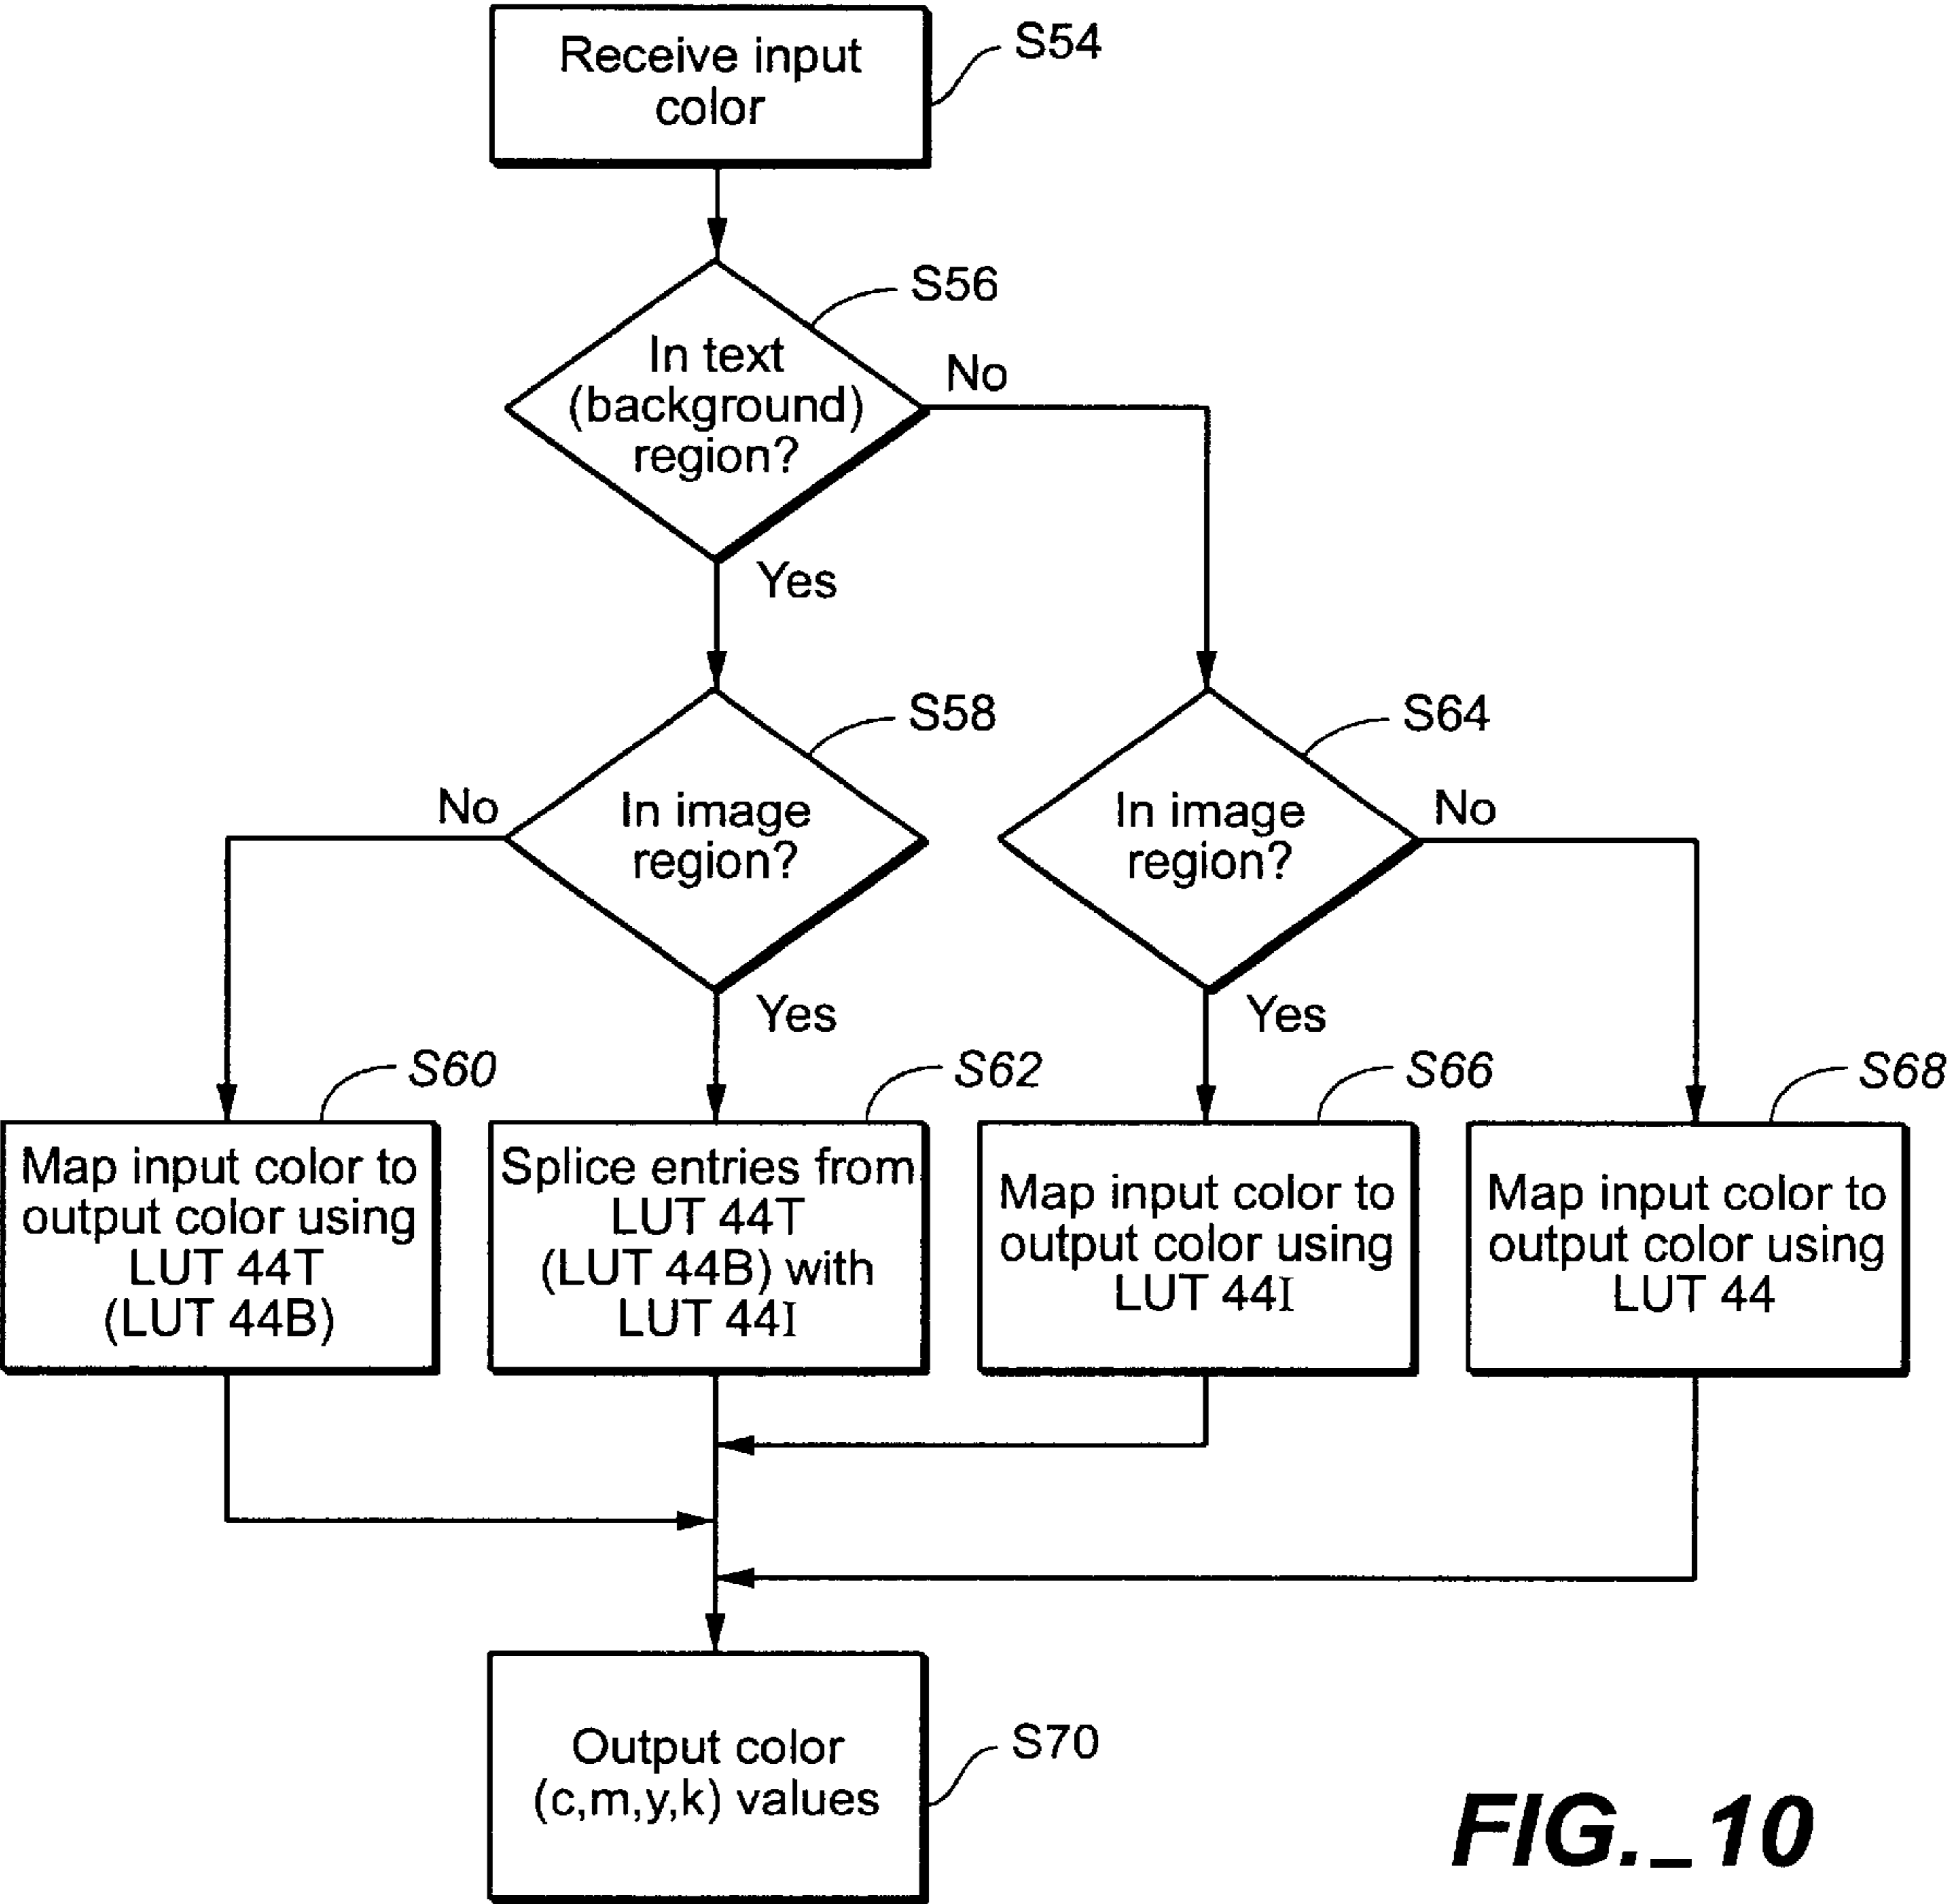 Receive input
color
S54
In text
(background)
region?
S56
No
Yes
In image
region?
S58
No
Yes
In image
region?
S64
No
Yes
Map input color to
output color using
LUT 44T
(LUT 44B)
S60
Splice entries from
LUT 44T
(LUT 44B) with
LUT 44I
S62
Map input color to
output color using
LUT 44I
S66
Map input color to
output color using
LUT 44
S68
Output color
(c,m,y,k) values
S70
FIG._10